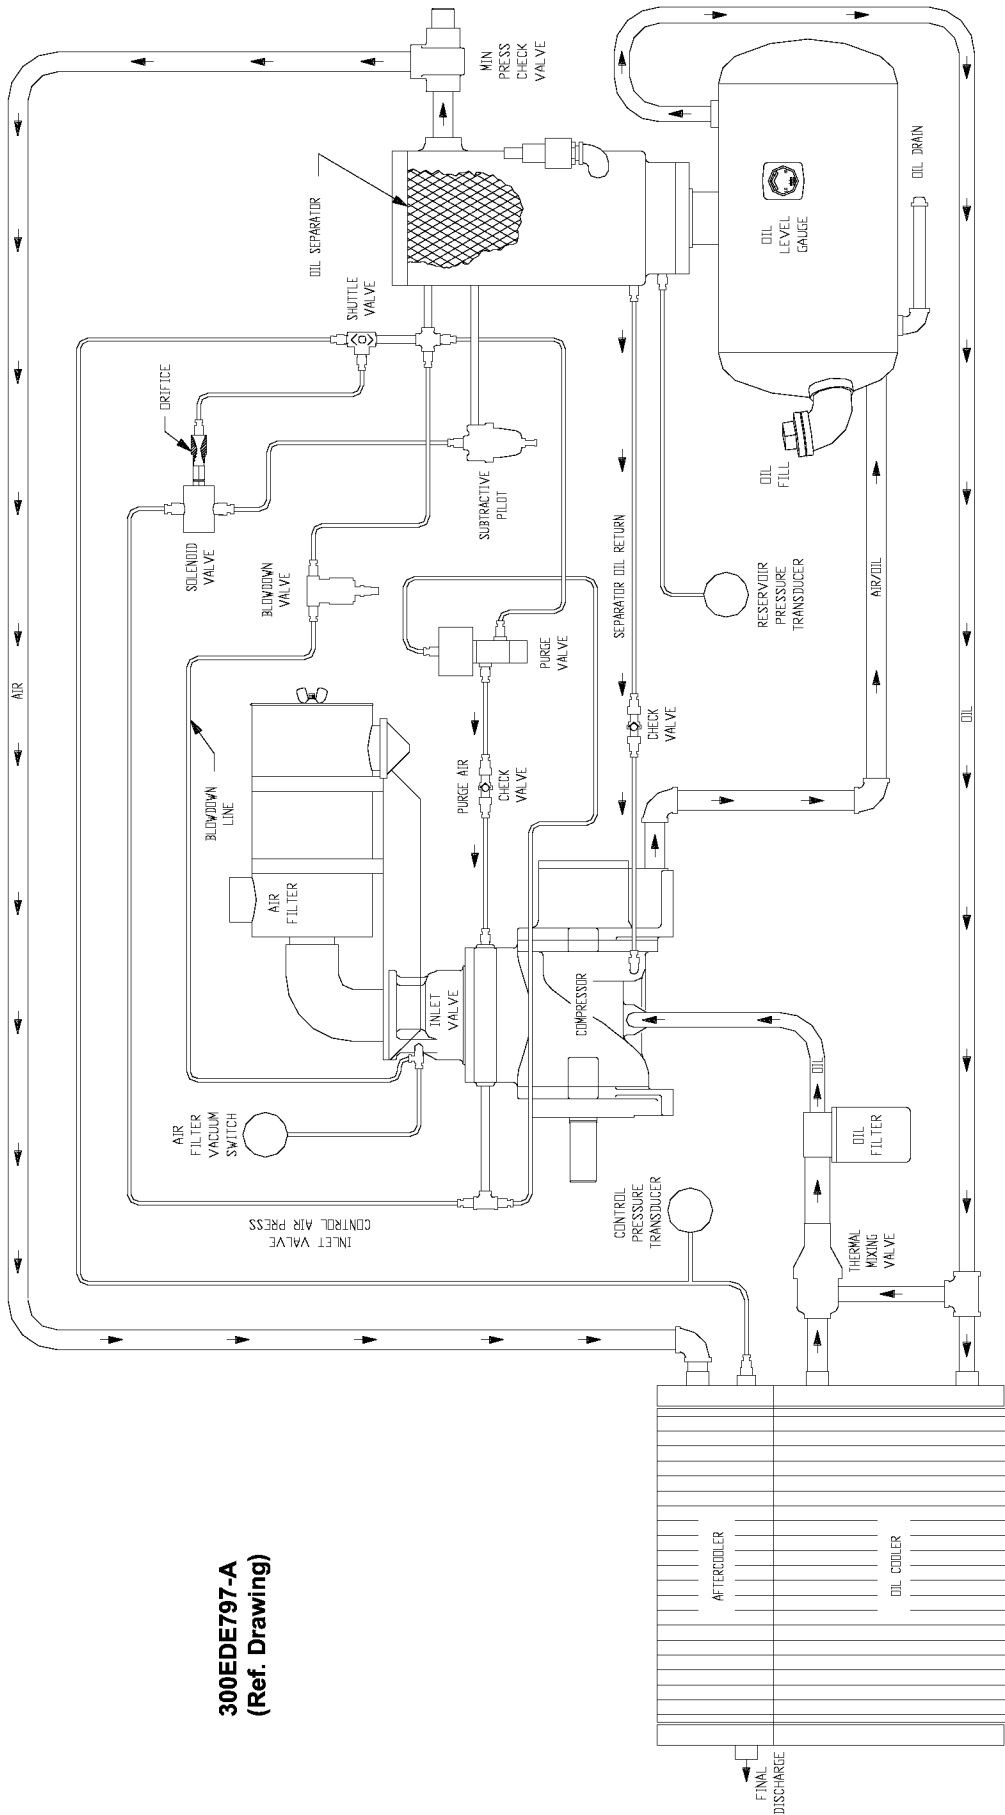 MIN
PRESS
CHECK
VALVE
OIL SEPARATOR
OIL DRAIN
OIL
LEVEL
GAUGE
SHUTTLE
VALVE
ORIFICE
OIL
FILL
SUBTRACTIVE
PILOT
SOLENOID
VALVE
BLOWDOWN
VALVE
SEPARATOR OIL RETURN
RESERVOIR
PRESSURE
TRANSDUCER
AIR/OIL
PURGE
VALVE
AIR
OIL
CHECK
VALVE
PURGE AIR
CHECK
VALVE
BLOWDOWN
LINE
AIR
FILTER
INLET
VALVE
COMPRESSOR
OIL
AIR
FILTER
VACUUM
SWITCH
OIL
FILTER
INLET VALVE
CONTROL AIR PRESS
CONTROL
PRESSURE
TRANSDUCER
THERMAL
MIXING
VALVE
AFTERCOOLER
OIL COOLER
300EDE797-A
(Ref. Drawing)
FINAL
DISCHARGE